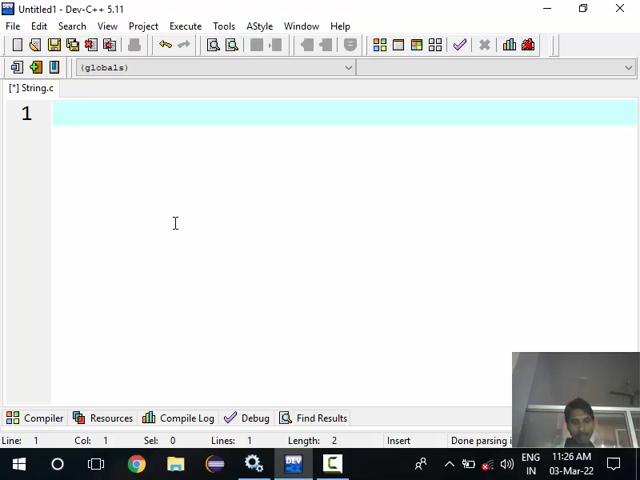 Untitled1 - Dev-C++ 5.11
File Edit Search View Project Execute Tools AStyle Window Help
(globals)
[*] String.c
1
Compiler Resources Compile Log Debug Find Results
Line: 1 Col: 1 Sel: 0 Lines: 1 Length: 2 Insert Done parsing i
DEV
ENG 11:26 AM
IN 03-Mar-22